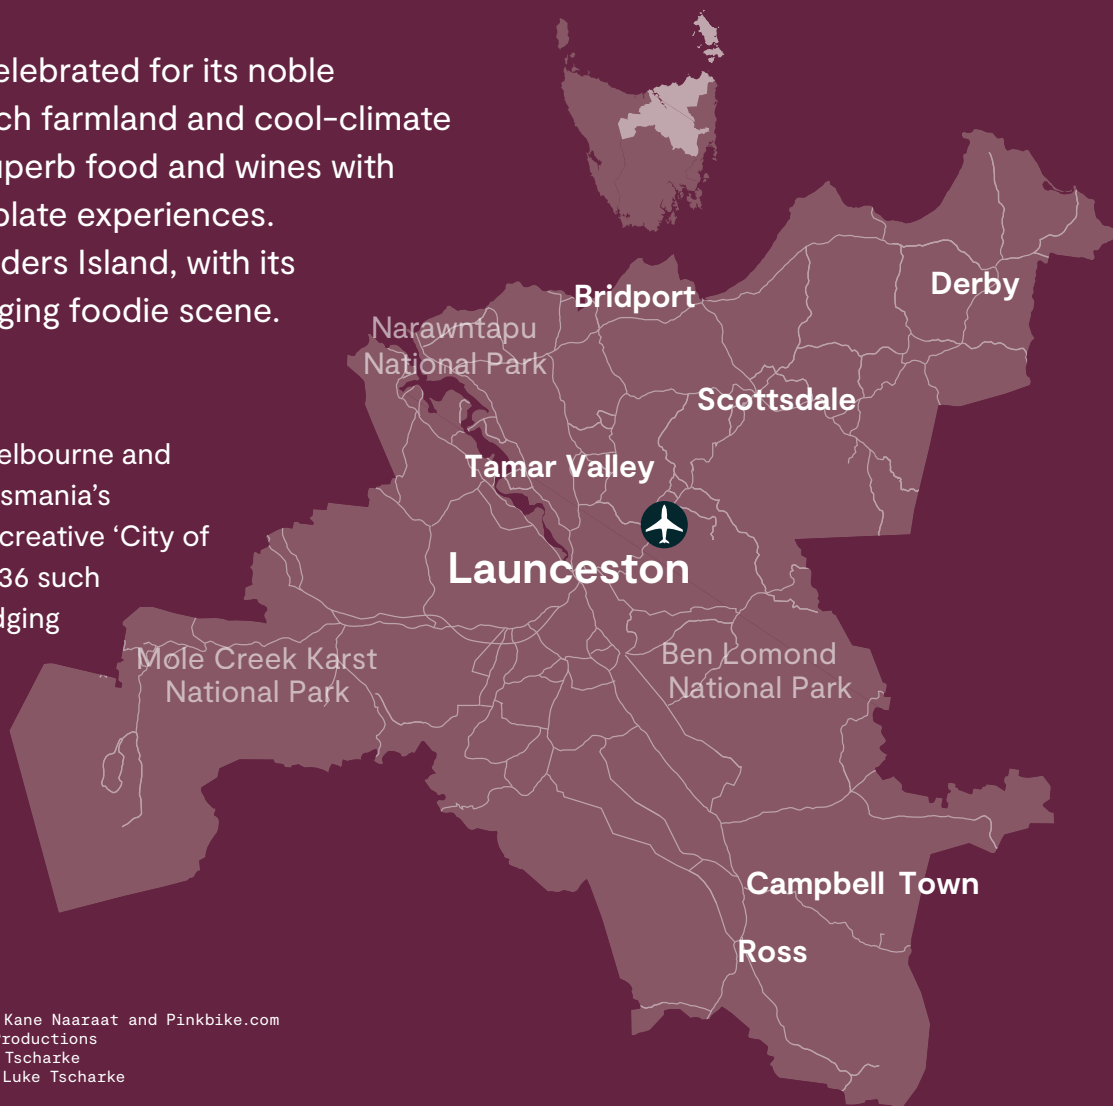 elebrated for its noble
ch farmland and cool-climate
uperb food and wines with
plate experiences.
ders Island, with its
ging foodie scene.
elbourne and
smania's
creative ‘City of
36 such
dging
Bridport
Derby
Narawntapu
National Park
Scottsdale
Tamar Valley
Launceston
Mole Creek Karst
National Park
Ben Lomond
National Park
Campbell Town
Ross
Kane Naaraat and Pinkbike.com
Productions
Tscharke
Luke Tscharke